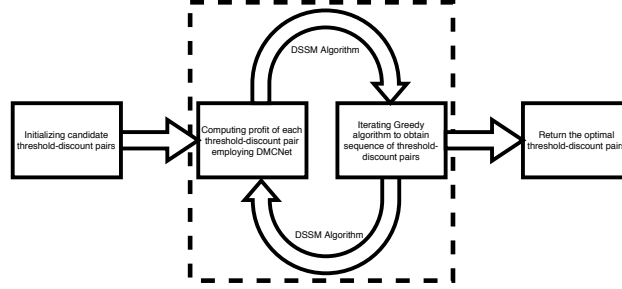 DSSM Algorithm
Initializing candidate
threshold-discount pairs
Computing profit of each
threshold-discount pair
employing DMCNet
Iterating Greedy
algorithm to obtain
sequence of threshold-
discount pairs
Return the optimal
threshold-discount pairs
DSSM Algorithm